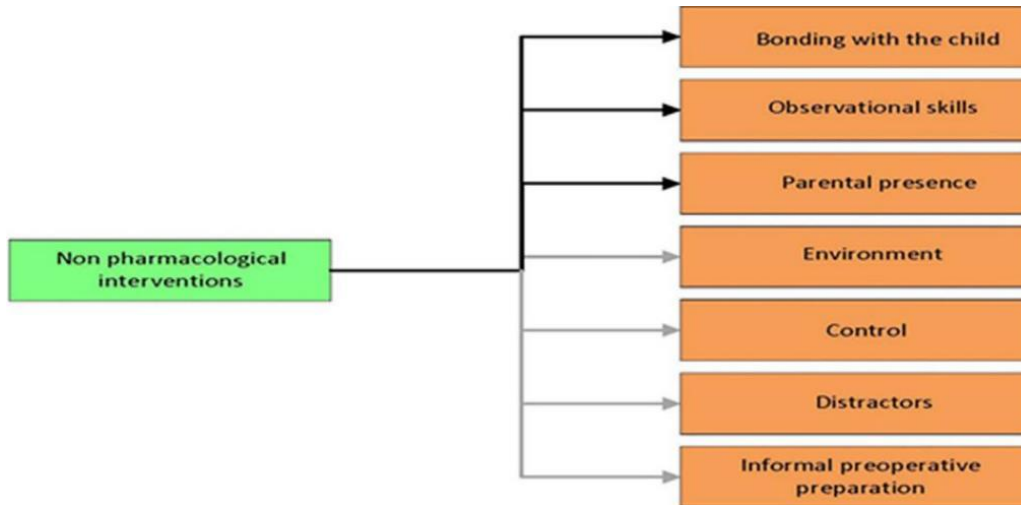 Bonding with the child
Observational skills
Parental presence
Non pharmacological
interventions
Environment
Control
Distractors
Informal preoperative
preparation